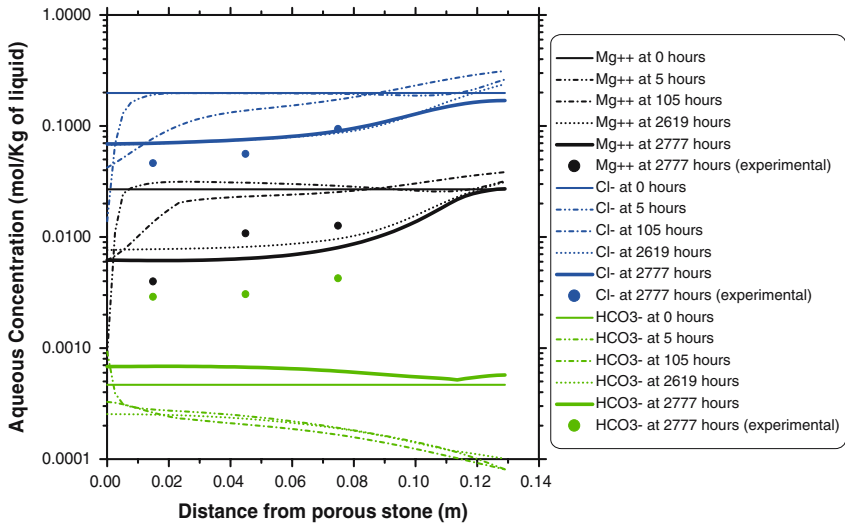 Aqueous Concentration (mol/Kg of liquid)
1.0000
0.1000
0.0100
0.0010
0.0001
0.00 0.02 0.04 0.06 0.08 0.10 0.12 0.14
Distance from porous stone (m)
Mg++ at 0 hours
Mg++ at 5 hours
Mg++ at 105 hours
Mg++ at 2619 hours
Mg++ at 2777 hours
Mg++ at 2777 hours (experimental)
Cl- at 0 hours
Cl- at 5 hours
Cl- at 105 hours
Cl- at 2619 hours
Cl- at 2777 hours
Cl- at 2777 hours (experimental)
HCO3- at 0 hours
HCO3- at 5 hours
HCO3- at 105 hours
HCO3- at 2619 hours
HCO3- at 2777 hours
HCO3- at 2777 hours (experimental)